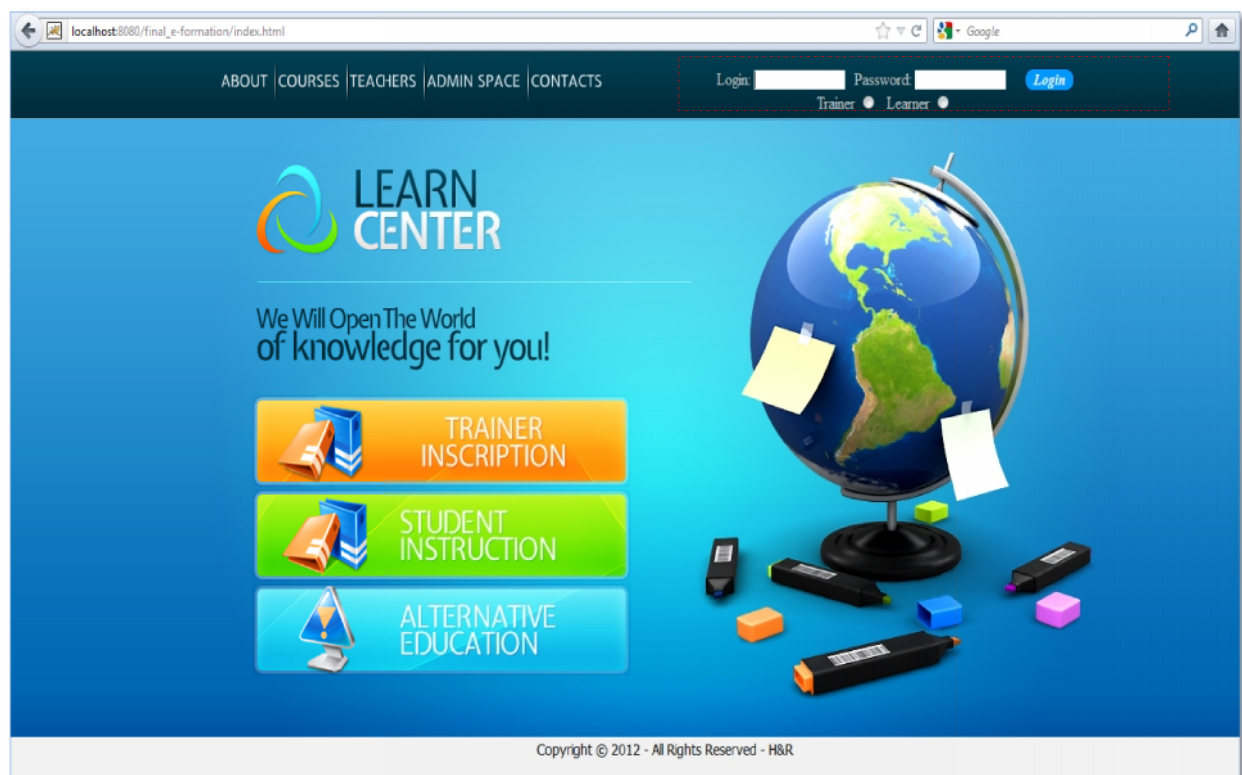 localhost:8080/final_e-formation/index.html
Google
ABOUT COURSES TEACHERS ADMIN SPACE CONTACTS
Login: Password: Login
Trainer Learner
LEARN
CENTER
We Will Open The World
of knowledge for you!
TRAINER
INSCRIPTION
STUDENT
INSTRUCTION
ALTERNATIVE
EDUCATION
Copyright © 2012 - All Rights Reserved - H&R